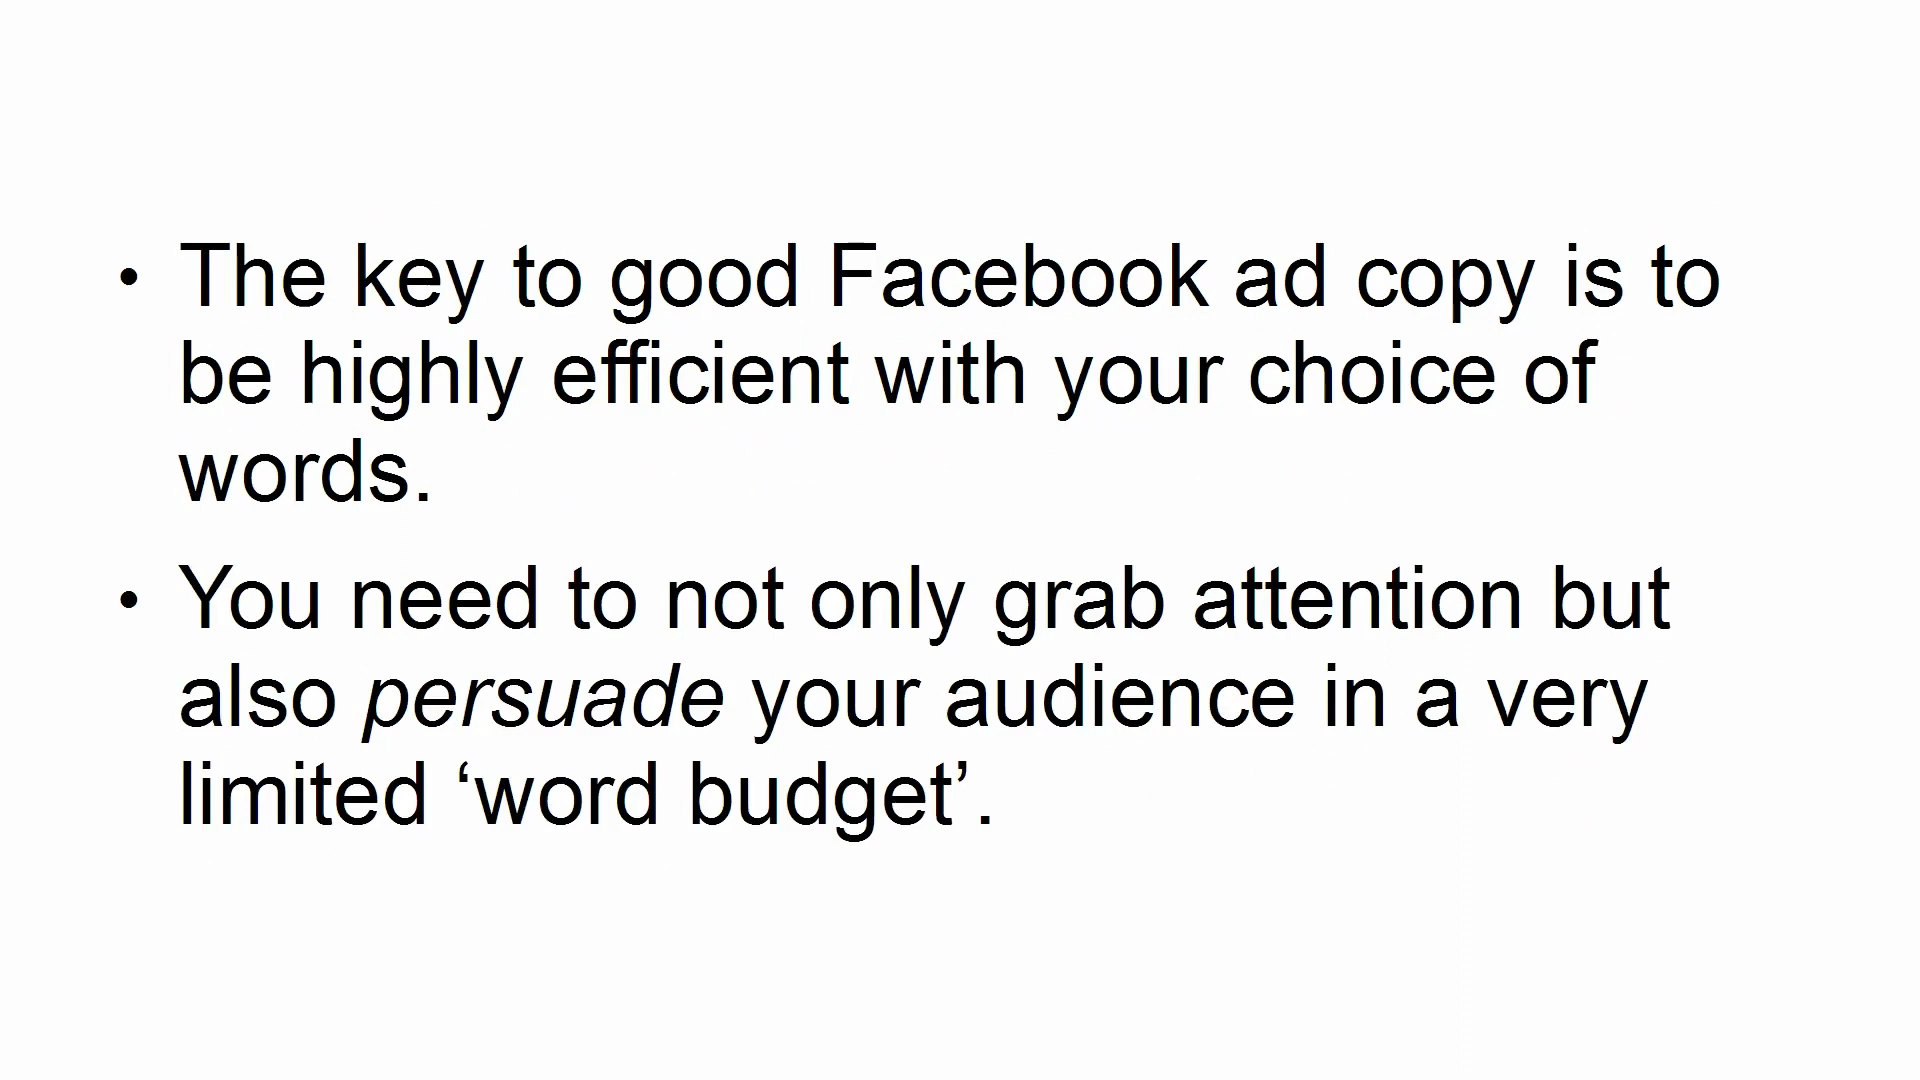 • The key to good Facebook ad copy is to
be highly efficient with your choice of
words.
• You need to not only grab attention but
also persuade your audience in a very
limited ‘word budget’.